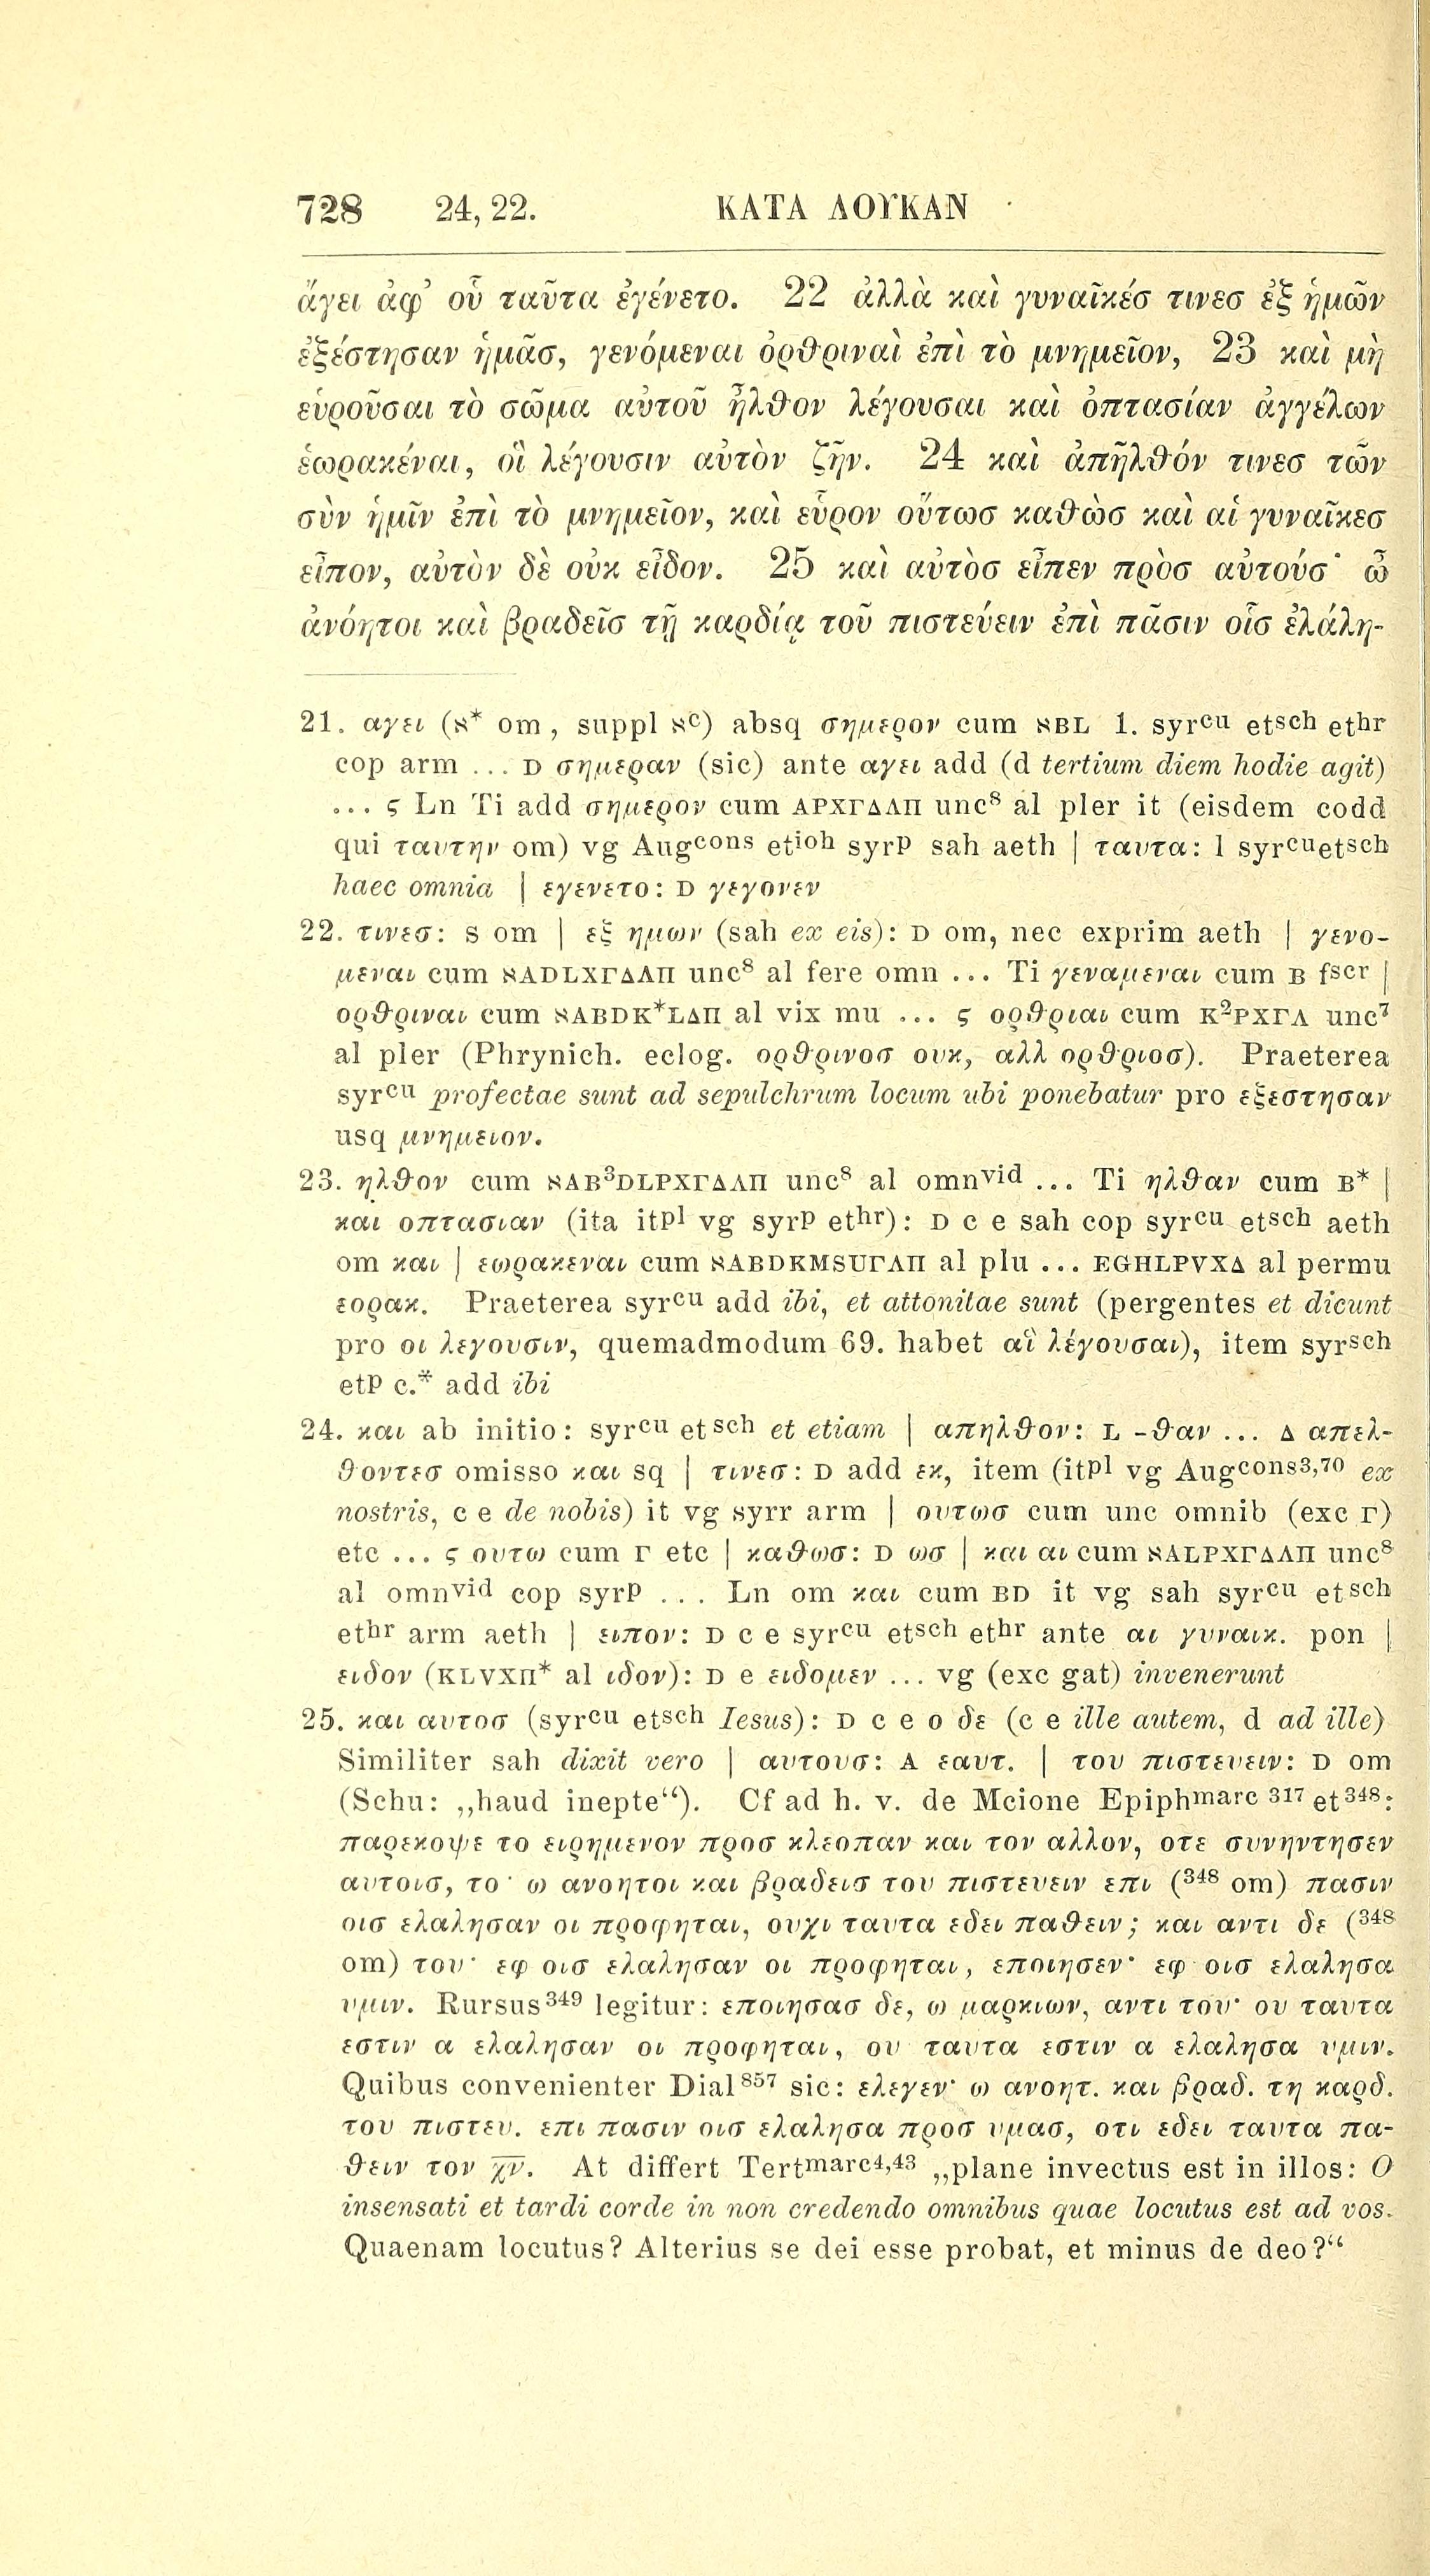 728 24, 22. ΚΑΤΑ ΛΟΥΚΑΝ
ἄγει ἀφ’ οὗ ταῦτα ἐγένετο. 22 ἀλλὰ καὶ γυναῖκέσ τινεσ ἐξ ἡμῶν
ἐξέστησαν ἡμᾶσ, γενόμεναι ὀρθριναὶ ἐπὶ τὸ μνημεῖον, 23 καὶ μὴ
εὑροῦσαι τὸ σῶμα αὐτοῦ ἦλθον λέγουσαι καὶ ὀπτασίαν ἀγγέλων
ἑωρακέναι, οἳ λέγουσιν αὐτὸν ζῆν. 24 καὶ ἀπῆλθόν τινεσ τῶν
σὺν ἡμῖν ἐπὶ τὸ μνημεῖον, καὶ εὗρον οὕτωσ καθὼσ καὶ αἱ γυναῖκεσ
εἶπον, αὐτὸν δὲ οὐκ εἶδον. 25 καὶ αὐτὸσ εἶπεν πρὸσ αὐτούσ· ὦ
ἀνόητοι καὶ βραδεῖσ τῇ καρδίᾳ τοῦ πιστεύειν ἐπὶ πᾶσιν οἷσ ἐλάλη-
21. αγει (ℵ* om, suppl ℵᶜ) absq σημερον cum ℵBL 1. syrcu etsch ethr
cop arm ... D σημεραν (sic) ante αγει add (d tertium diem hodie agit)
... ς Ln Ti add σημερον cum APXΓΔΛΠ unc⁸ al pler it (eisdem codd
qui ταυτην om) vg Augcons etioh syrp sah aeth | ταυτα: l syrcuetsch
haec omnia | εγενετο: D γεγονεν
22. τινεσ: S om | εξ ημων (sah ex eis): D om, nec exprim aeth | γενο-
μεναι cum ℵADLXΓΔΛΠ unc⁸ al fere omn ... Ti γεναμεναι cum B fscr |
ορθριναι cum ℵABDK*LΔΠ al vix mu ... ς ορθριαι cum K²PXΓΛ unc⁷
al pler (Phrynich. eclog. ορθρινοσ ουκ, αλλ ορθριοσ). Praeterea
syrcu profectae sunt ad sepulchrum locum ubi ponebatur pro εξεστησαν
usq μνημειον.
23. ηλθον cum ℵAB³DLPXΓΔΛΠ unc⁸ al omnvid ... Ti ηλθαν cum B* |
και οπτασιαν (ita itpl vg syrp ethr): D c e sah cop syrcu etsch aeth
om και | εωρακεναι cum ℵABDKMSUΓΛΠ al plu ... EGHLPVXΔ al permu
εορακ. Praeterea syrcu add ibi, et attonitae sunt (pergentes et dicunt
pro οι λεγουσιν, quemadmodum 69. habet αἳ λέγουσαι), item syrsch
etp c.* add ibi
24. και ab initio: syrcu etsch et etiam | απηλθον: L -θαν ... Δ απελ-
θοντεσ omisso και sq | τινεσ: D add εκ, item (itpl vg Augcons3,70 ex
nostris, c e de nobis) it vg syrr arm | ουτωσ cum unc omnib (exc Γ)
etc ... ς ουτω cum Γ etc | καθωσ: D ωσ | και αι cum ℵALPXΓΔΛΠ unc⁸
al omnvid cop syrp ... Ln om και cum BD it vg sah syrcu etsch
ethr arm aeth | ειπον: D c e syrcu etsch ethr ante αι γυναικ. pon |
ειδον (KLVXΠ* al ιδον): D e ειδομεν ... vg (exc gat) invenerunt
25. και αυτοσ (syrcu etsch Iesus): D c e ο δε (c e ille autem, d ad ille)
Similiter sah dixit vero | αυτουσ: A εαυτ. | του πιστευειν: D om
(Schu: „haud inepte“). Cf ad h. v. de Mcione Epiphmarc 317 et348:
παρεκοψε το ειρημενον προσ κλεοπαν και τον αλλον, οτε συνηντησεν
αυτοισ, το· ω ανοητοι και βραδεισ του πιστευειν επι (³⁴⁸ om) πασιν
οισ ελαλησαν οι προφηται, ουχι ταυτα εδει παθειν; και αντι δε (³⁴⁸
om) του· εφ οισ ελαλησαν οι προφηται, εποιησεν· εφ οισ ελαλησα
υμιν. Rursus³⁴⁹ legitur: εποιησασ δε, ω μαρκιων, αντι του· ου ταυτα
εστιν α ελαλησαν οι προφηται, ου ταυτα εστιν α ελαλησα υμιν.
Quibus convenienter Dial⁸⁵⁷ sic: ελεγεν· ω ανοητ. και βραδ. τη καρδ.
του πιστευ. επι πασιν οισ ελαλησα προσ υμασ, οτι εδει ταυτα πα-
θειν τον χ̅ν̅. At differt Tertmarc4,43 „plane invectus est in illos: O
insensati et tardi corde in non credendo omnibus quae locutus est ad vos.
Quaenam locutus? Alterius se dei esse probat, et minus de deo?“